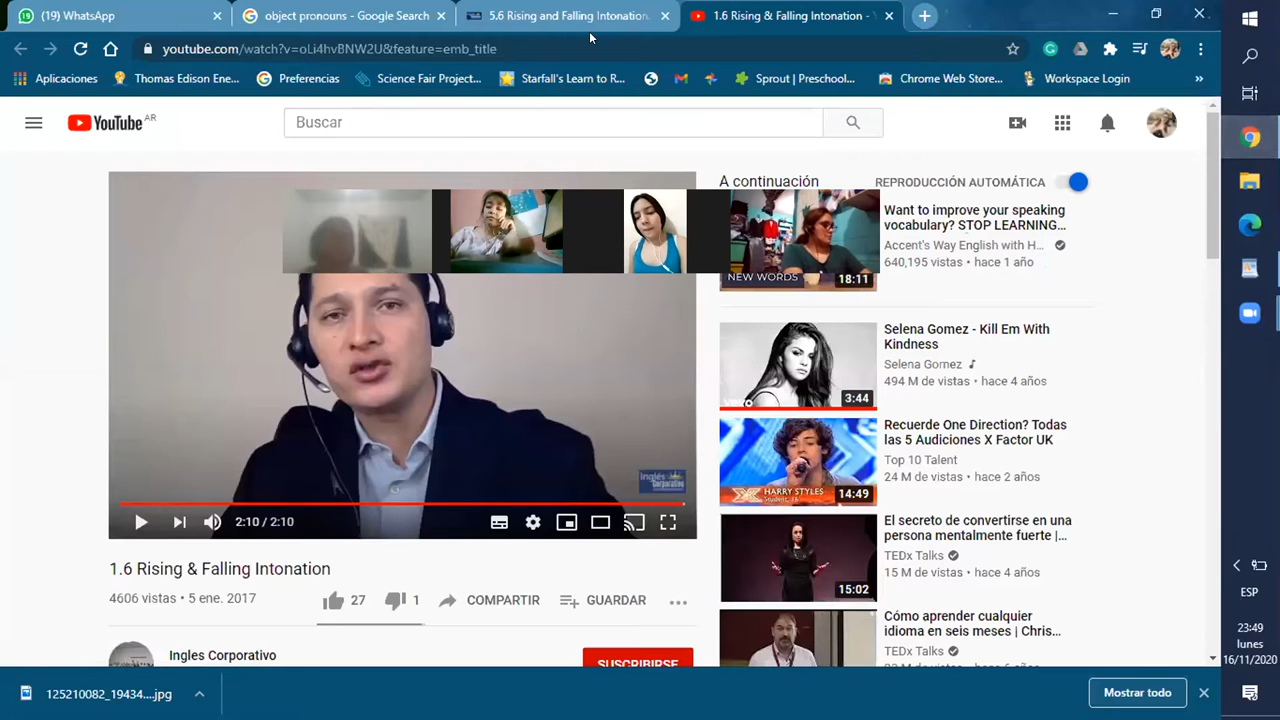 (19) WhatsApp
object pronouns - Google Search
5.6 Rising and Falling Intonation.
1.6 Rising & Falling Intonation - Y
youtube.com/watch?v=oLi4hvBNW2U&feature=emb_title
Aplicaciones
Thomas Edison Ene...
Preferencias
Science Fair Project...
Starfall's Learn to R...
Sprout | Preschool...
Chrome Web Store...
Workspace Login
»
YouTube AR
Buscar
A continuación
REPRODUCCIÓN AUTOMÁTICA
Want to improve your speaking
vocabulary? STOP LEARNING...
Accent's Way English with H...
640,195 vistas • hace 1 año
NEW WORDS
18:11
Selena Gomez - Kill Em With
Kindness
Selena Gomez
494 M de vistas • hace 4 años
vevo
3:44
Recuerde One Direction? Todas
las 5 Audiciones X Factor UK
Top 10 Talent
24 M de vistas • hace 2 años
HARRY STYLES
14:49
El secreto de convertirse en una
persona mentalmente fuerte |...
TEDx Talks
15 M de vistas • hace 4 años
15:02
Cómo aprender cualquier
idioma en seis meses | Chris...
TEDx Talks
Inglés
Corporativo
2:10 / 2:10
1.6 Rising & Falling Intonation
4606 vistas • 5 ene. 2017
27
1
COMPARTIR
GUARDAR
Ingles Corporativo
SUSCRIBIRSE
125210082_19434....jpg
Mostrar todo
ESP
23:49
lunes
16/11/2020